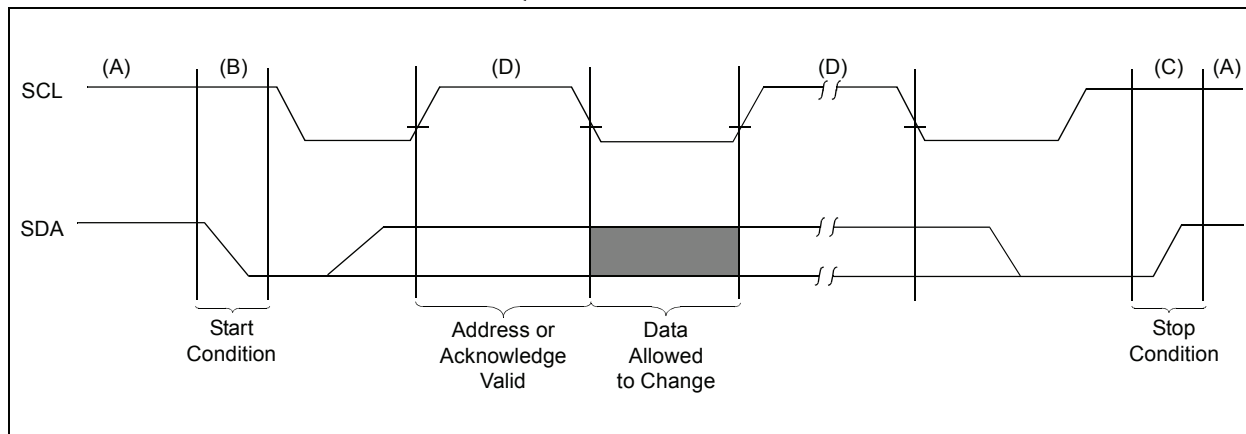 (A)
(B)
(D)
(D)
(C)
(A)
SCL
SDA
Start
Condition
Address or
Acknowledge
Valid
Data
Allowed
to Change
Stop
Condition